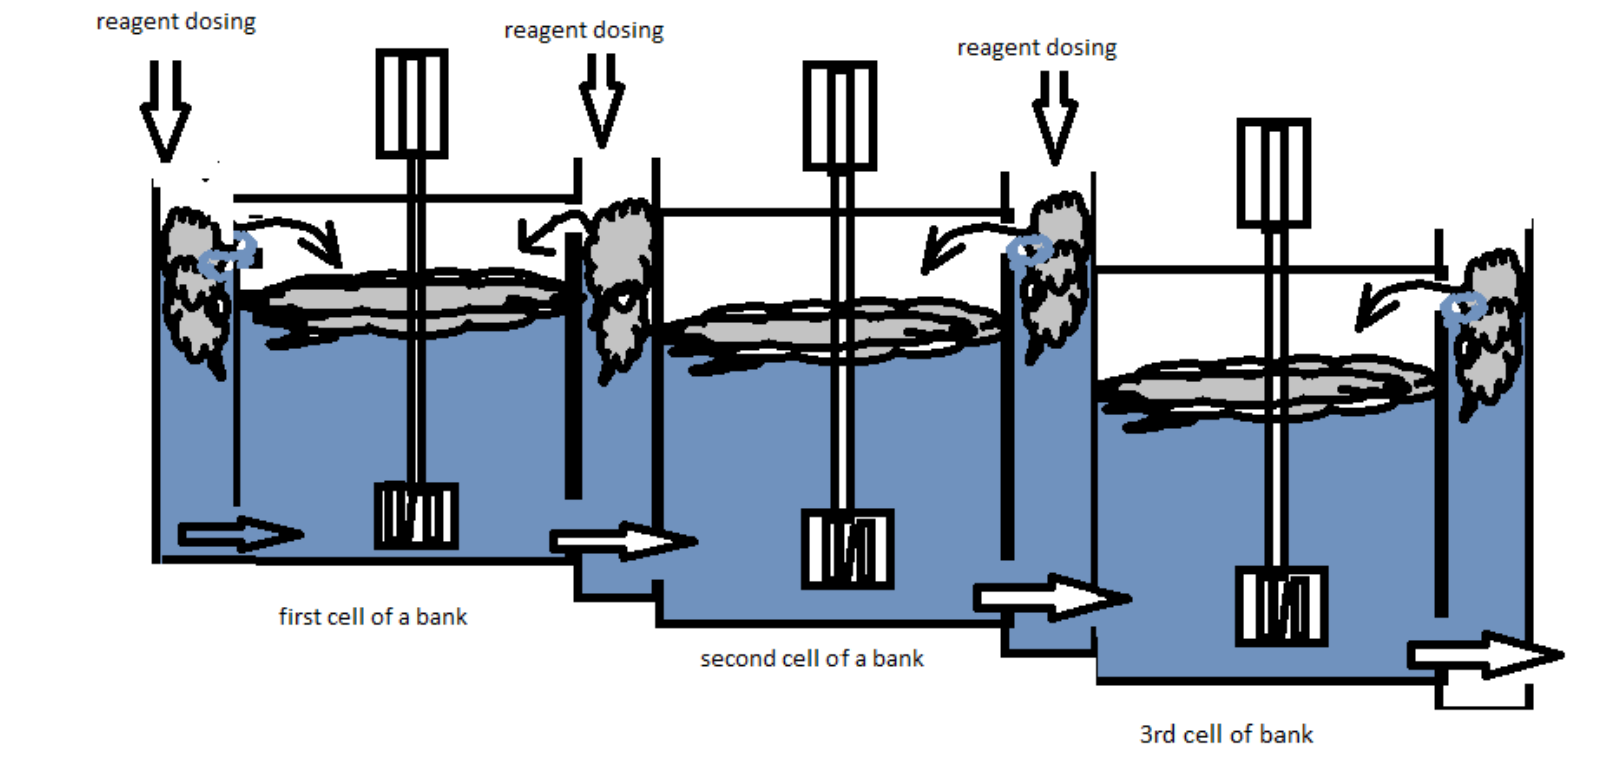 reagent dosing
reagent dosing
reagent dosing
first cell of a bank
second cell of a bank
3rd cell of bank